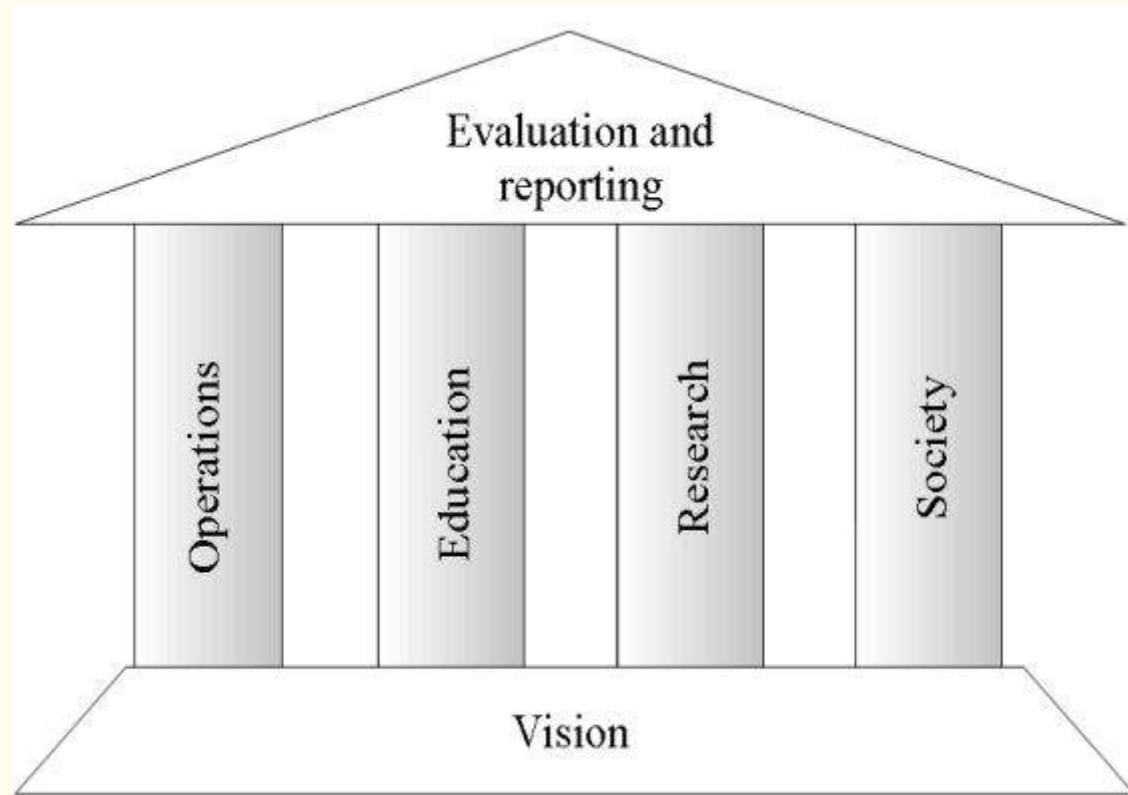 Evaluation and
reporting
Operations
Education
Research
Society
Vision